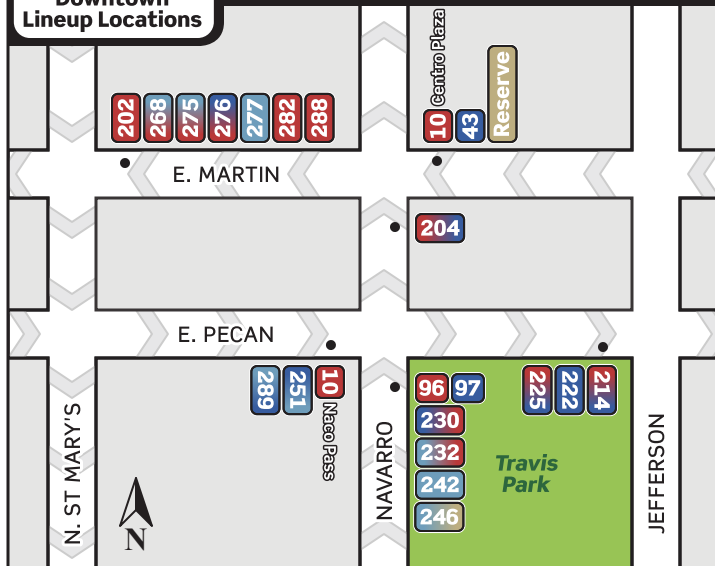 Downtown
Lineup Locations
Centro Plaza
202 268 275 276 277 282 288
10 43 Reserve
E. MARTIN
204
E. PECAN
289 251 10
Naco Pass
96 97
225 222 214
230
232
242
246
Travis
Park
N. ST MARY'S
NAVARRO
JEFFERSON
N